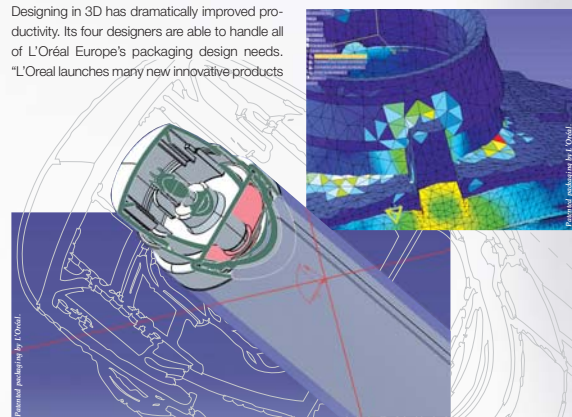 Designing in 3D has dramatically improved pro-
ductivity. Its four designers are able to handle all
of L'Oréal Europe's packaging design needs.
“L'Oreal launches many new innovative products
Patented packaging by L'Oréal.
Patented packaging by L'Oréal.